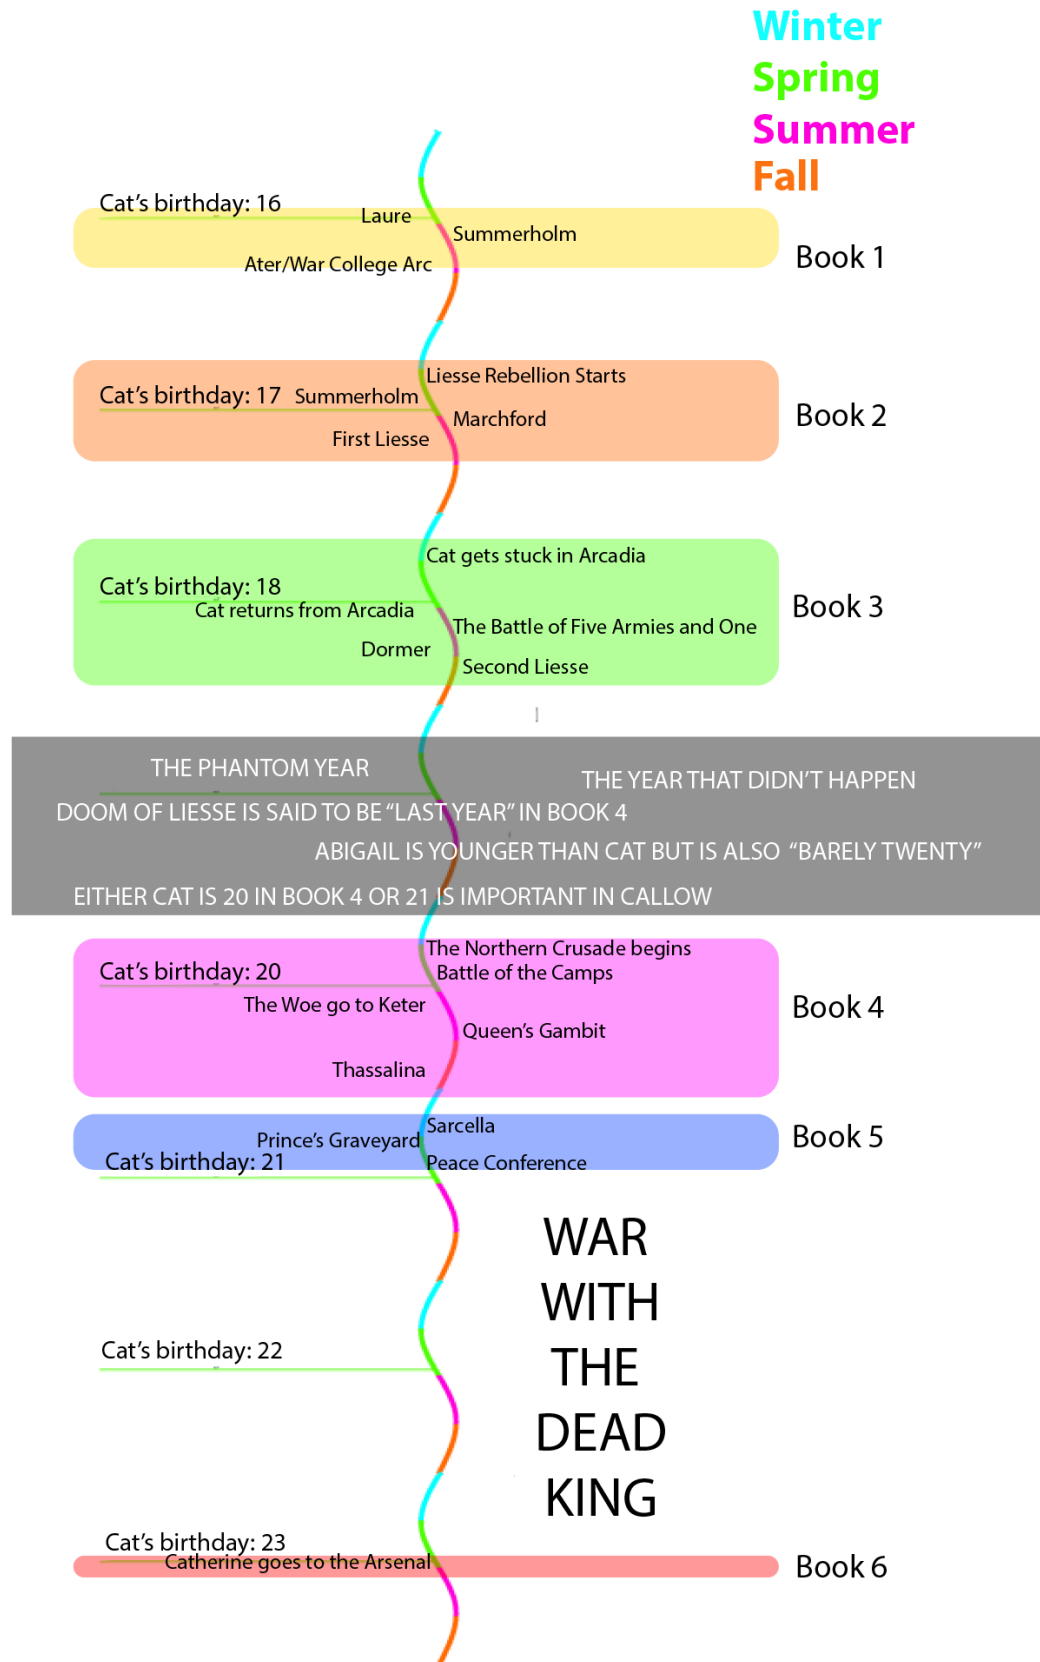 Winter
Spring
Summer
Fall
Cat's birthday: 16
Laure
Summerholm
Book 1
Ater/War College Arc
Liesse Rebellion Starts
Cat's birthday: 17
Summerholm
Book 2
Marchford
First Liesse
Cat gets stuck in Arcadia
Cat's birthday: 18
Book 3
Cat returns from Arcadia
The Battle of Five Armies and One
Dormer
Second Liesse
THE PHANTOM YEAR
THE YEAR THAT DIDN'T HAPPEN
DOOM OF LIESSE IS SAID TO BE “LAST YEAR” IN BOOK 4
ABIGAIL IS YOUNGER THAN CAT BUT IS ALSO “BARELY TWENTY”
EITHER CAT IS 20 IN BOOK 4 OR 21 IS IMPORTANT IN CALLOW
The Northern Crusade begins
Cat's birthday: 20
Battle of the Camps
The Woe go to Keter
Book 4
Queen's Gambit
Thassalina
Sarcella
Book 5
Prince's Graveyard
Cat's birthday: 21
Peace Conference
WAR
WITH
THE
DEAD
KING
Cat's birthday: 22
Cat's birthday: 23
Catherine goes to the Arsenal
Book 6